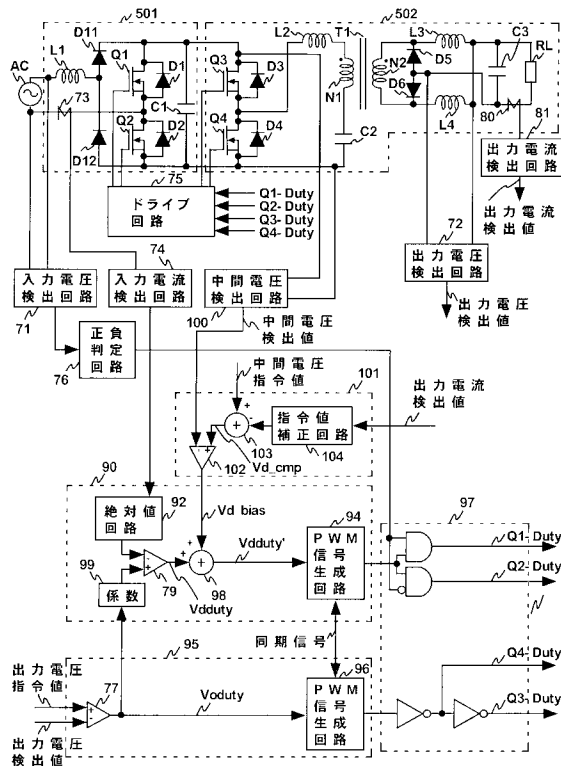 501
502
D11
L1
Q1
D1
AC
73
C1
Q2
D2
D12
L2
T1
Q3
D3
N1
N2
Q4
D4
C2
L3
C3
RL
D5
D6
80
L4
81
出力電流
検出回路
出力電流
検出値
75
ドライブ
回路
Q1-Duty
Q2-Duty
Q3-Duty
Q4-Duty
74
72
出力電圧
検出回路
出力電圧
検出値
入力電圧
検出回路
71
入力電流
検出回路
中間電圧
検出回路
100
中間電圧
検出値
正負
判定
回路
76
中間電圧
指令値
101
出力電流
検出値
指令値
補正回路
104
103
102
Vd_cmp
90
絶対値
回路
92
Vd bias
94
PWM
信号
生成
回路
97
Q1-Duty
Q2-Duty
99
係数
79
Vdduty
98
Vdduty'
同期信号
Q4-Duty
Q3-Duty
95
96
PWM
信号
生成
回路
出力電圧
指令値
77
Voduty
出力電圧
検出値